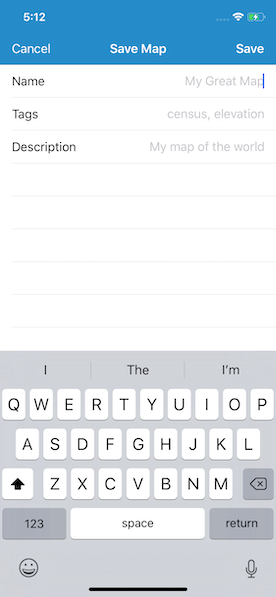 5:12
Cancel Save Map Save
Name My Great Map
Tags census, elevation
Description My map of the world
I The I'm
Q W E R T Y U I O P
A S D F G H J K L
Z X C V B N M
123 space return